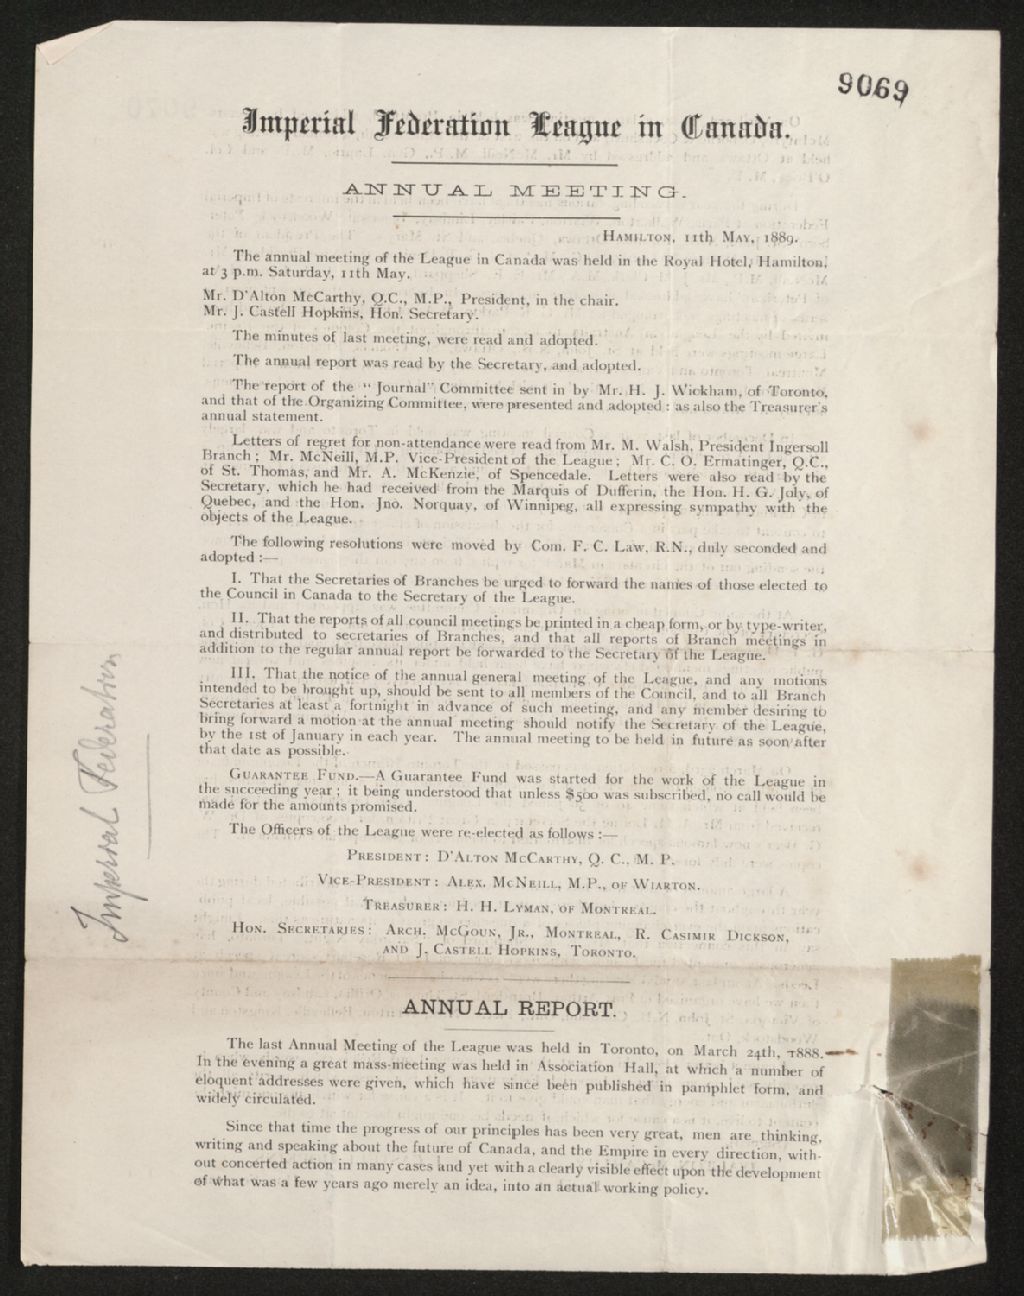 9069
Imperial Federation League in Canada.
ANNUAL MEETING.
HAMILTON, 11th MAY, 1889.
The annual meeting of the League in Canada was held in the Royal Hotel, Hamilton,
at 3 p.m. Saturday, 11th May.
Mr. D'Alton McCarthy, Q.C., M.P., President, in the chair.
Mr. J. Castell Hopkins, Hon. Secretary.
The minutes of last meeting, were read and adopted.
The annual report was read by the Secretary, and adopted.
The report of the "Journal" Committee sent in by Mr. H. J. Wickham, of Toronto,
and that of the Organizing Committee, were presented and adopted : as also the Treasurer's
annual statement.
Letters of regret for non-attendance were read from Mr. M. Walsh, President Ingersoll
Branch ; Mr. McNeill, M.P. Vice-President of the League ; Mr. C. O. Ermatinger, Q.C.,
of St. Thomas, and Mr. A. McKenzie, of Spencedale. Letters were also read by the
Secretary, which he had received from the Marquis of Dufferin, the Hon. H. G. Joly, of
Quebec, and the Hon. Jno. Norquay, of Winnipeg, all expressing sympathy with the
objects of the League.
The following resolutions were moved by Com. F. C. Law, R.N., duly seconded and
adopted :—
I. That the Secretaries of Branches be urged to forward the names of those elected to
the Council in Canada to the Secretary of the League.
II. That the reports of all council meetings be printed in a cheap form, or by type-writer,
and distributed to secretaries of Branches, and that all reports of Branch meetings in
addition to the regular annual report be forwarded to the Secretary of the League.
III. That the notice of the annual general meeting of the League, and any motions
intended to be brought up, should be sent to all members of the Council, and to all Branch
Secretaries at least a fortnight in advance of such meeting, and any member desiring to
bring forward a motion at the annual meeting should notify the Secretary of the League,
by the 1st of January in each year. The annual meeting to be held in future as soon after
that date as possible.
GUARANTEE FUND.—A Guarantee Fund was started for the work of the League in
the succeeding year ; it being understood that unless $500 was subscribed, no call would be
made for the amounts promised.
The Officers of the League were re-elected as follows :—
PRESIDENT : D'ALTON MCCARTHY, Q. C., M. P.
VICE-PRESIDENT : ALEX. MCNEILL, M.P., OF WIARTON.
TREASURER : H. H. LYMAN, OF MONTREAL.
HON. SECRETARIES : ARCH. MCGOUN, JR., MONTREAL, R. CASIMIR DICKSON,
AND J. CASTELL HOPKINS, TORONTO.
Imperial Federation
ANNUAL REPORT.
The last Annual Meeting of the League was held in Toronto, on March 24th, 1888.
In the evening a great mass-meeting was held in Association Hall, at which a number of
eloquent addresses were given, which have since been published in pamphlet form, and
widely circulated.
Since that time the progress of our principles has been very great, men are thinking,
writing and speaking about the future of Canada, and the Empire in every direction, with-
out concerted action in many cases and yet with a clearly visible effect upon the development
of what was a few years ago merely an idea, into an actual working policy.